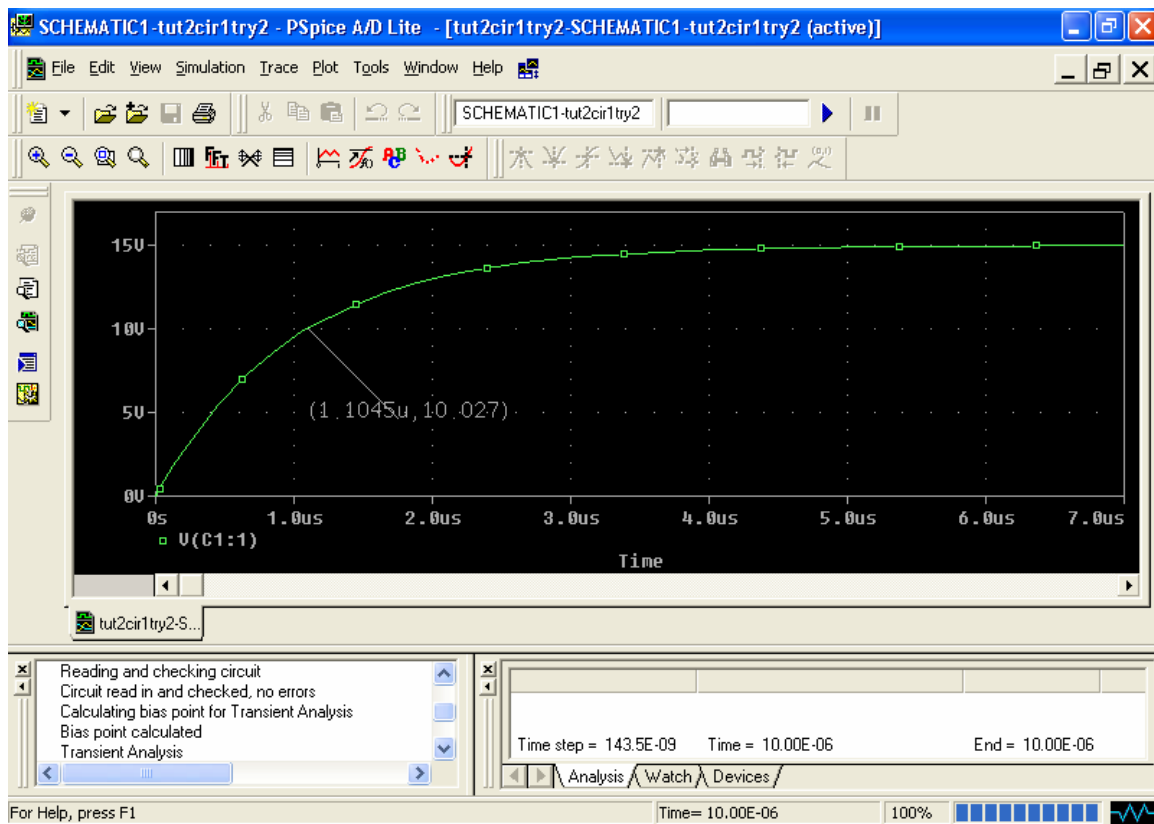 SCHEMATIC1-tut2cir1try2 - PSpice A/D Lite - [tut2cir1try2-SCHEMATIC1-tut2cir1try2 (active)]
File Edit View Simulation Trace Plot Tools Window Help
SCHEMATIC1-tut2cir1try2
FFT
15V
10V
(1.1045u,10.027)
5V
0V
0s 1.0us 2.0us 3.0us 4.0us 5.0us 6.0us 7.0us
V(C1:1)
Time
tut2cir1try2-S...
Reading and checking circuit
Circuit read in and checked, no errors
Calculating bias point for Transient Analysis
Bias point calculated
Transient Analysis
Time step = 143.5E-09 Time = 10.00E-06 End = 10.00E-06
Analysis Watch Devices
For Help, press F1 Time= 10.00E-06 100%